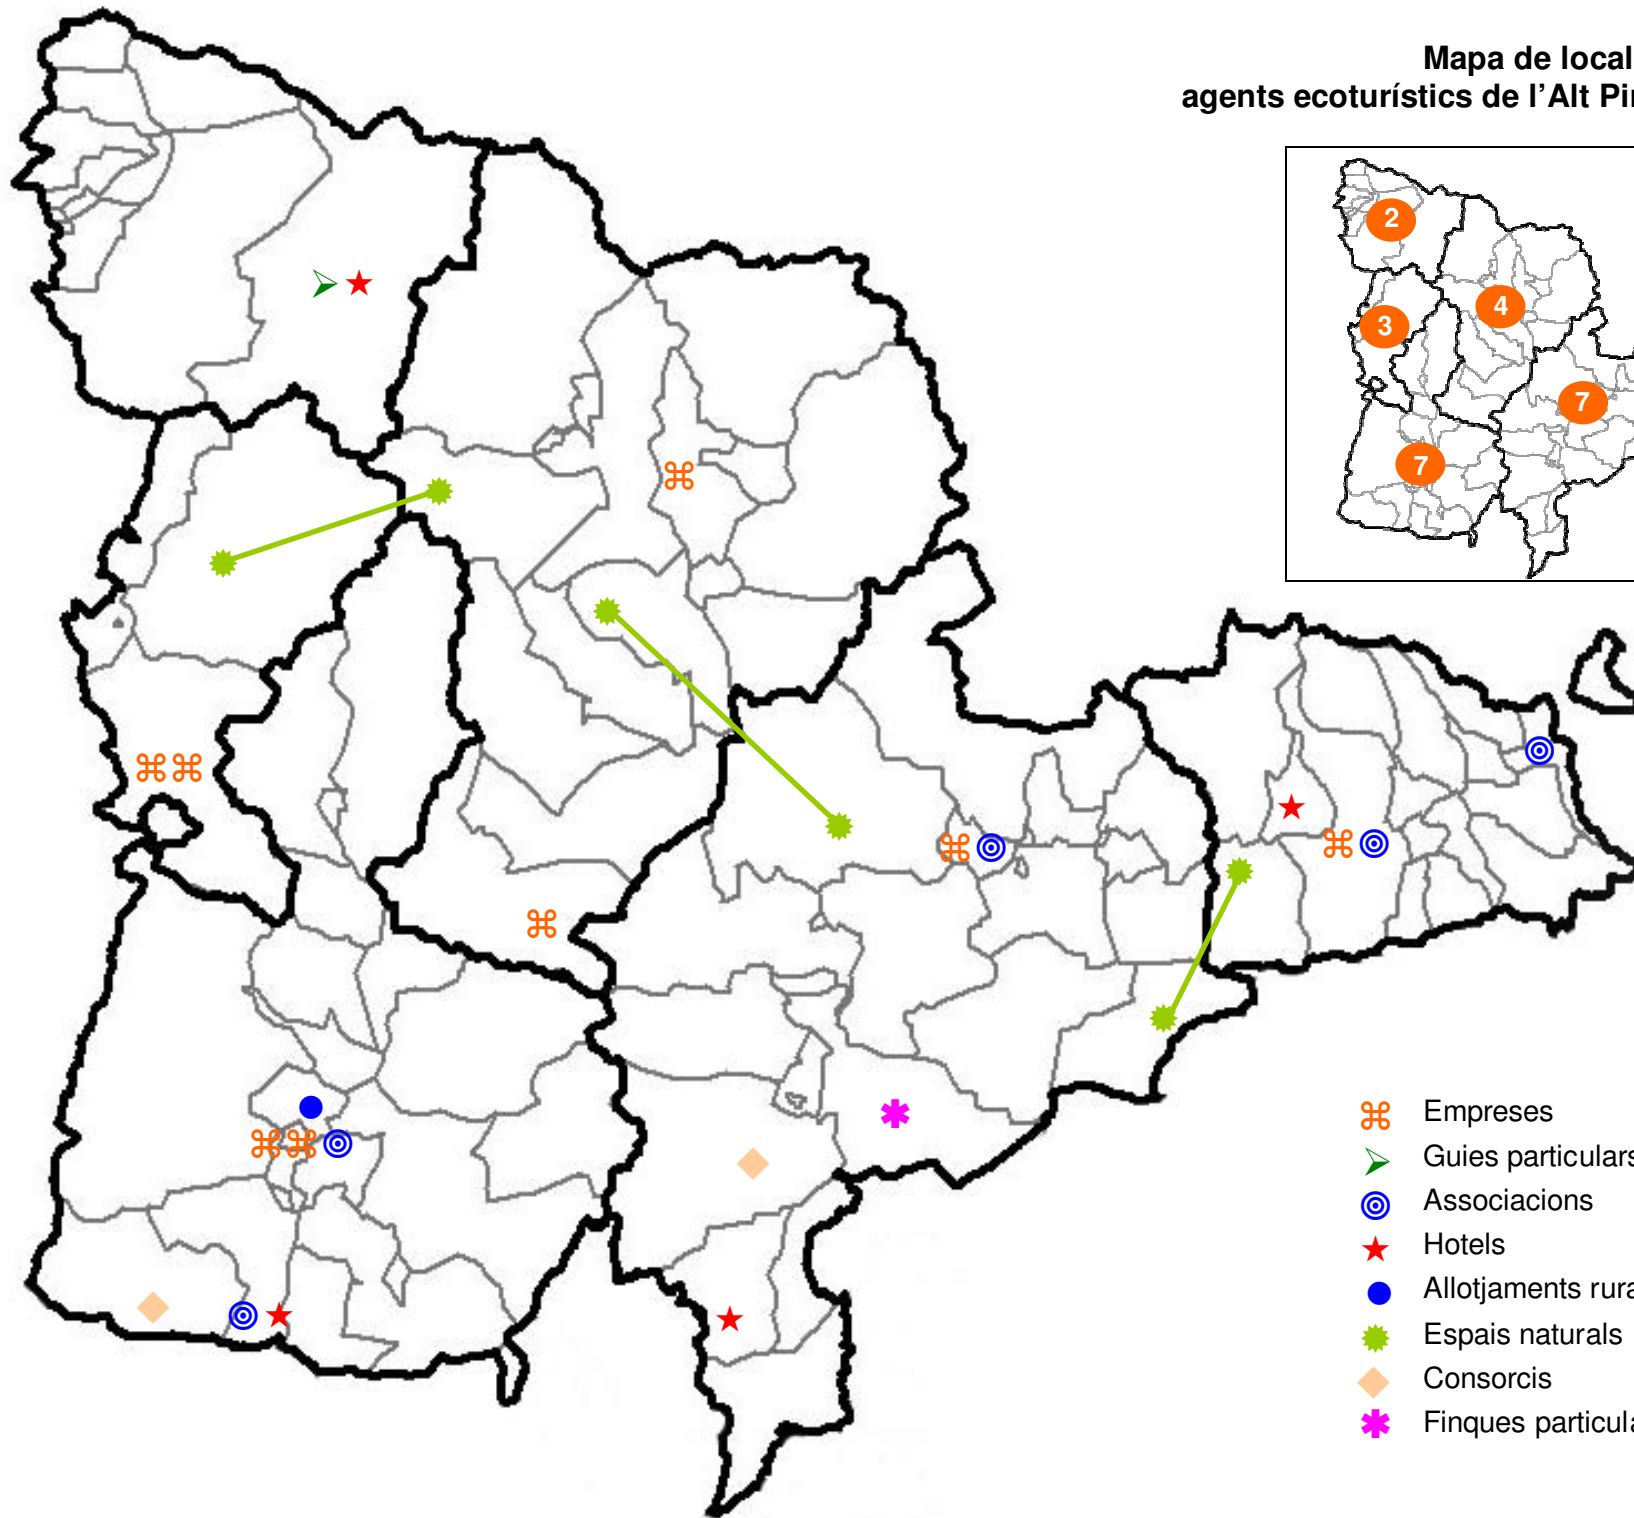 Mapa de local
agents ecoturístics de l'Alt Pir
2
4
3
7
7
Empreses
Guies particulars
Associacions
Hotels
Allotjaments rura
Espais naturals
Consorcis
Finques particula